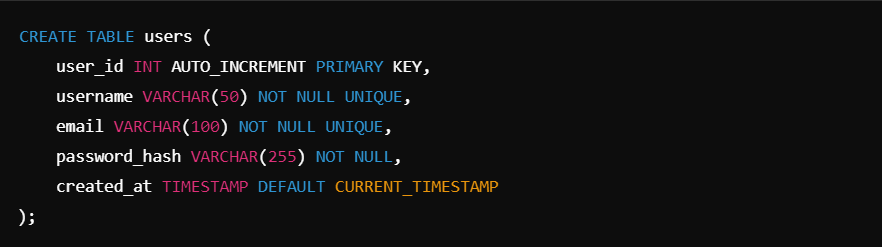 CREATE TABLE users (
    user_id INT AUTO_INCREMENT PRIMARY KEY,
    username VARCHAR(50) NOT NULL UNIQUE,
    email VARCHAR(100) NOT NULL UNIQUE,
    password_hash VARCHAR(255) NOT NULL,
    created_at TIMESTAMP DEFAULT CURRENT_TIMESTAMP
);